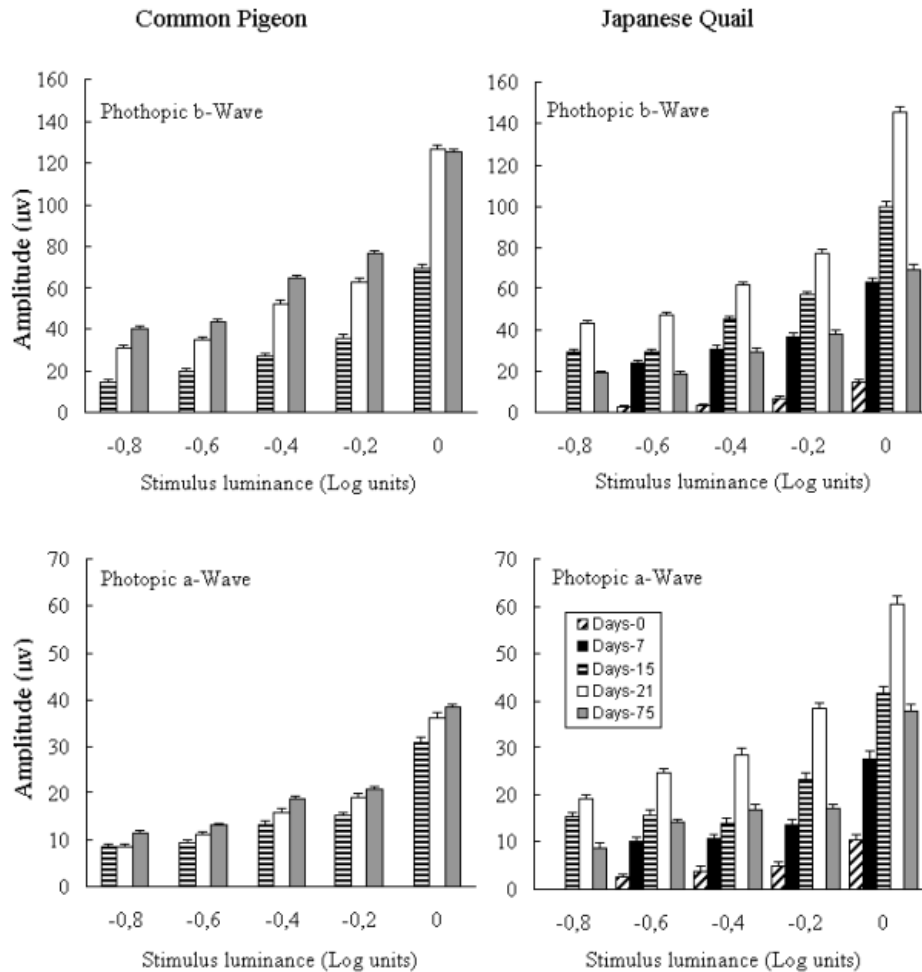 Common Pigeon
Japanese Quail
160
140
120
100
80
60
40
20
0
Amplitude (µv)
Phothopic b-Wave
-0,8 -0,6 -0,4 -0,2 0
Stimulus luminance (Log units)
160
140
120
100
80
60
40
20
0
Phothopic b-Wave
-0,8 -0,6 -0,4 -0,2 0
Stimulus luminance (Log units)
70
60
50
40
30
20
10
0
Amplitude (µv)
Photopic a-Wave
-0,8 -0,6 -0,4 -0,2 0
Stimulus luminance (Log units)
70
60
50
40
30
20
10
0
Photopic a-Wave
Days-0
Days-7
Days-15
Days-21
Days-75
-0,8 -0,6 -0,4 -0,2 0
Stimulus luminance (Log units)